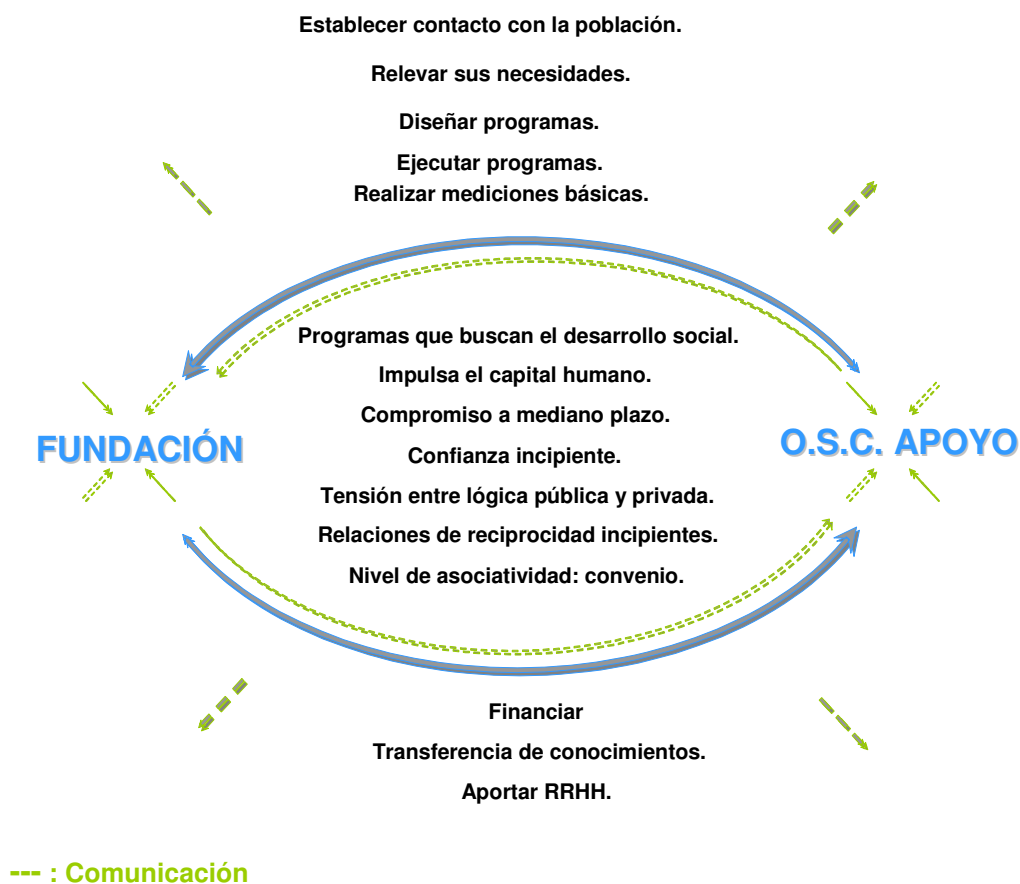 Establecer contacto con la población.
Relevar sus necesidades.
Diseñar programas.
Ejecutar programas.
Realizar mediciones básicas.
Programas que buscan el desarrollo social.
Impulsa el capital humano.
Compromiso a mediano plazo.
FUNDACIÓN
O.S.C. APOYO
Confianza incipiente.
Tensión entre lógica pública y privada.
Relaciones de reciprocidad incipientes.
Nivel de asociatividad: convenio.
Financiar
Transferencia de conocimientos.
Aportar RRHH.
--- : Comunicación